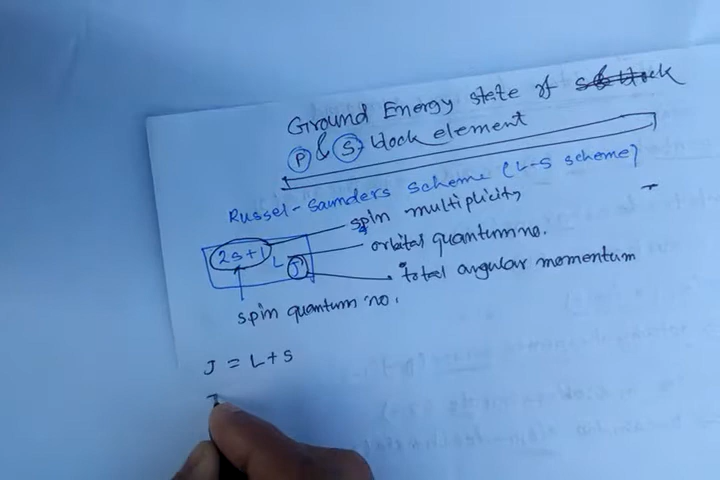 Ground Energy state of
P & S-block element
Russel-Saunders scheme (L-S scheme)
spin multiplicity
2s+1 L J
orbital quantum no.
total angular momentum
spin quantum no.
J = L+S